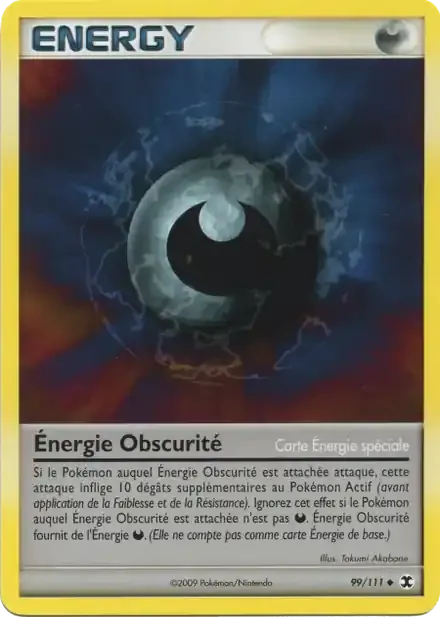 ENERGY
Énergie Obscurité
Carte Énergie spéciale
Si le Pokémon auquel Énergie Obscurité est attachée attaque, cette
attaque inflige 10 dégâts supplémentaires au Pokémon Actif (avant
application de la Faiblesse et de la Résistance). Ignorez cet effet si le Pokémon
auquel Énergie Obscurité est attachée n'est pas . Énergie Obscurité
fournit de l'Énergie . (Elle ne compte pas comme carte Énergie de base.)
Illus. Tokumi Akabane
©2009 Pokémon/Nintendo
99/111